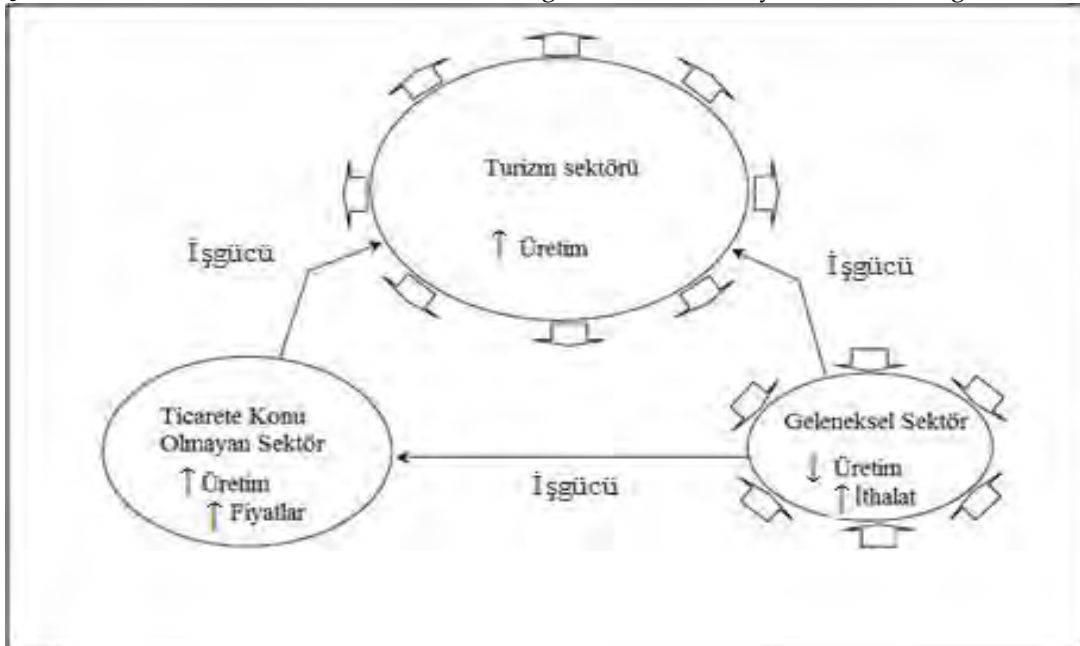 Turizm sektörü
↑ Üretim
İşgücü
İşgücü
Ticarete Konu
Olmayan Sektör
↑ Üretim
↑ Fiyatlar
İşgücü
Geleneksel Sektör
↓ Üretim
↑ İthalat